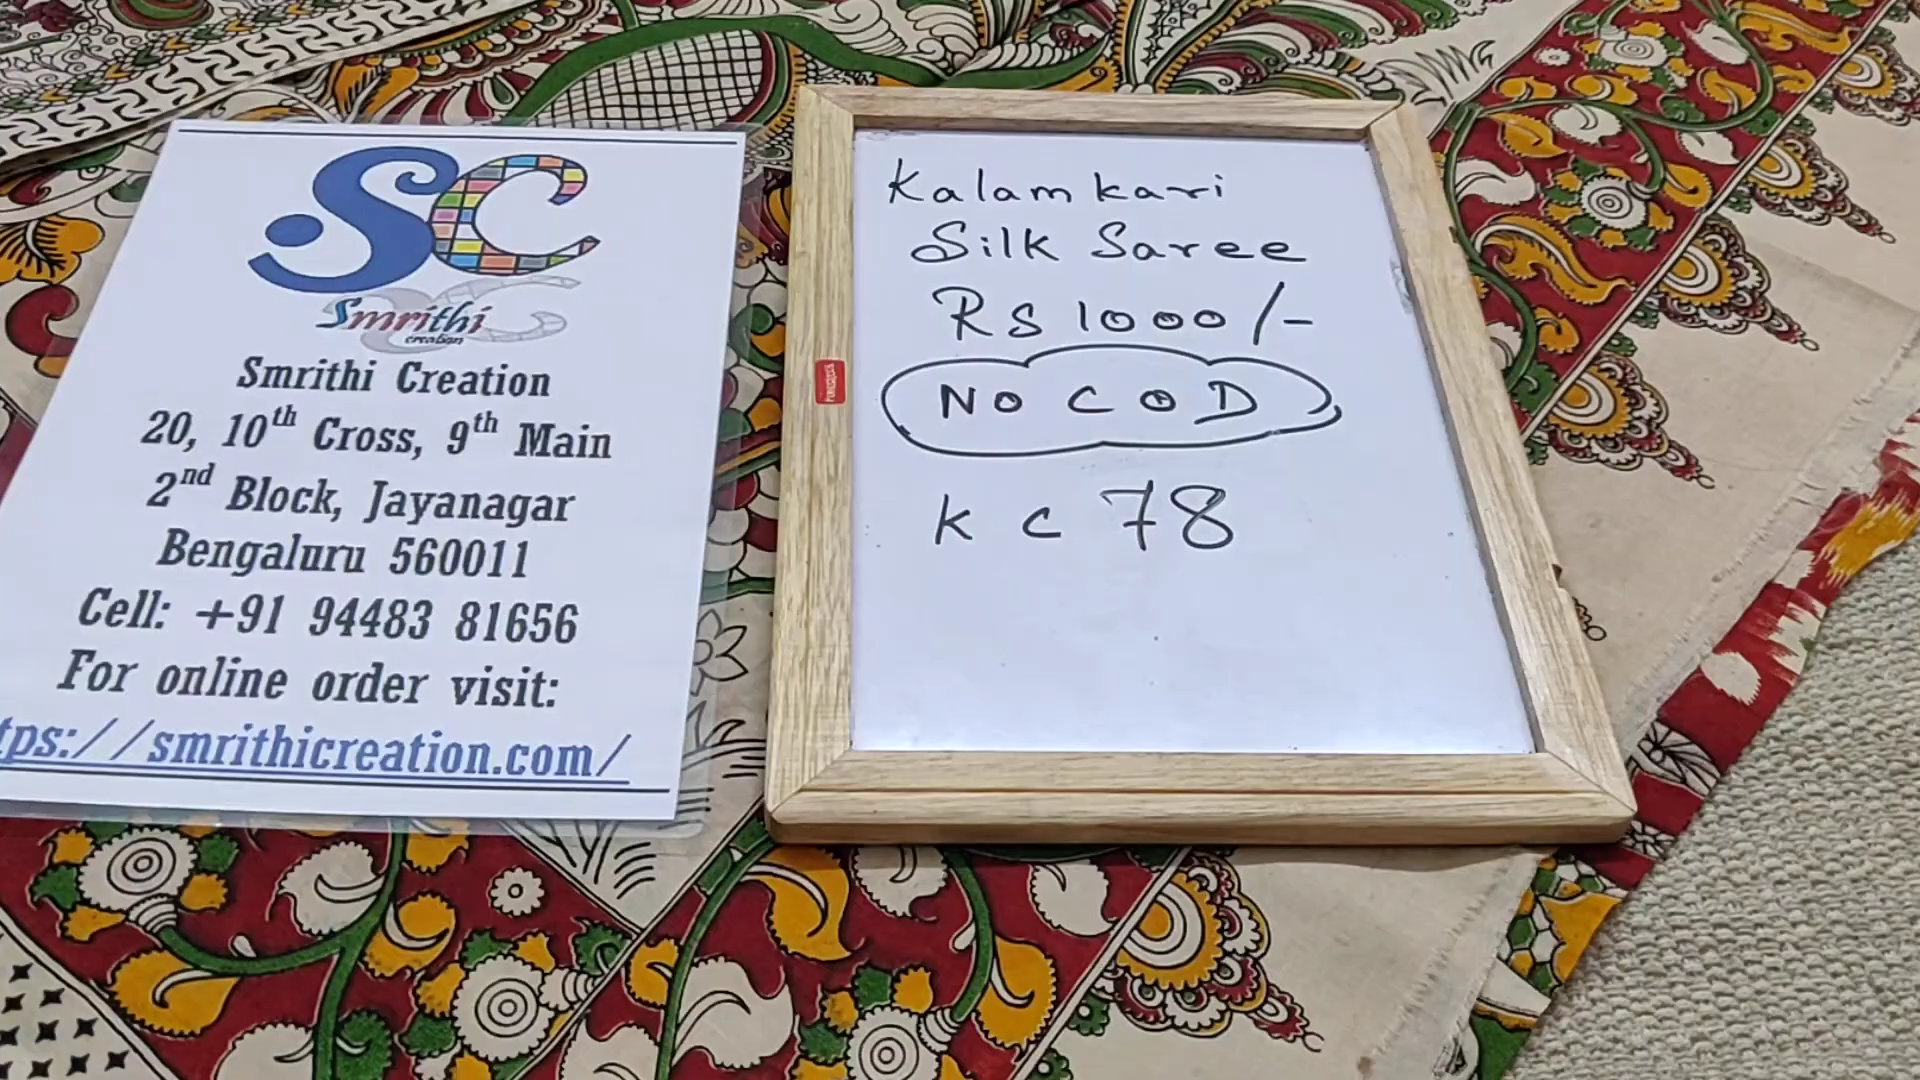 SC
Smrithi
creation
Smrithi Creation
20, 10th Cross, 9th Main
2nd Block, Jayanagar
Bengaluru 560011
Cell: +91 94483 81656
For online order visit:
tps://smrithicreation.com/
Kalamkari
Silk Saree
RS 1000/-
NO COD
KC 78